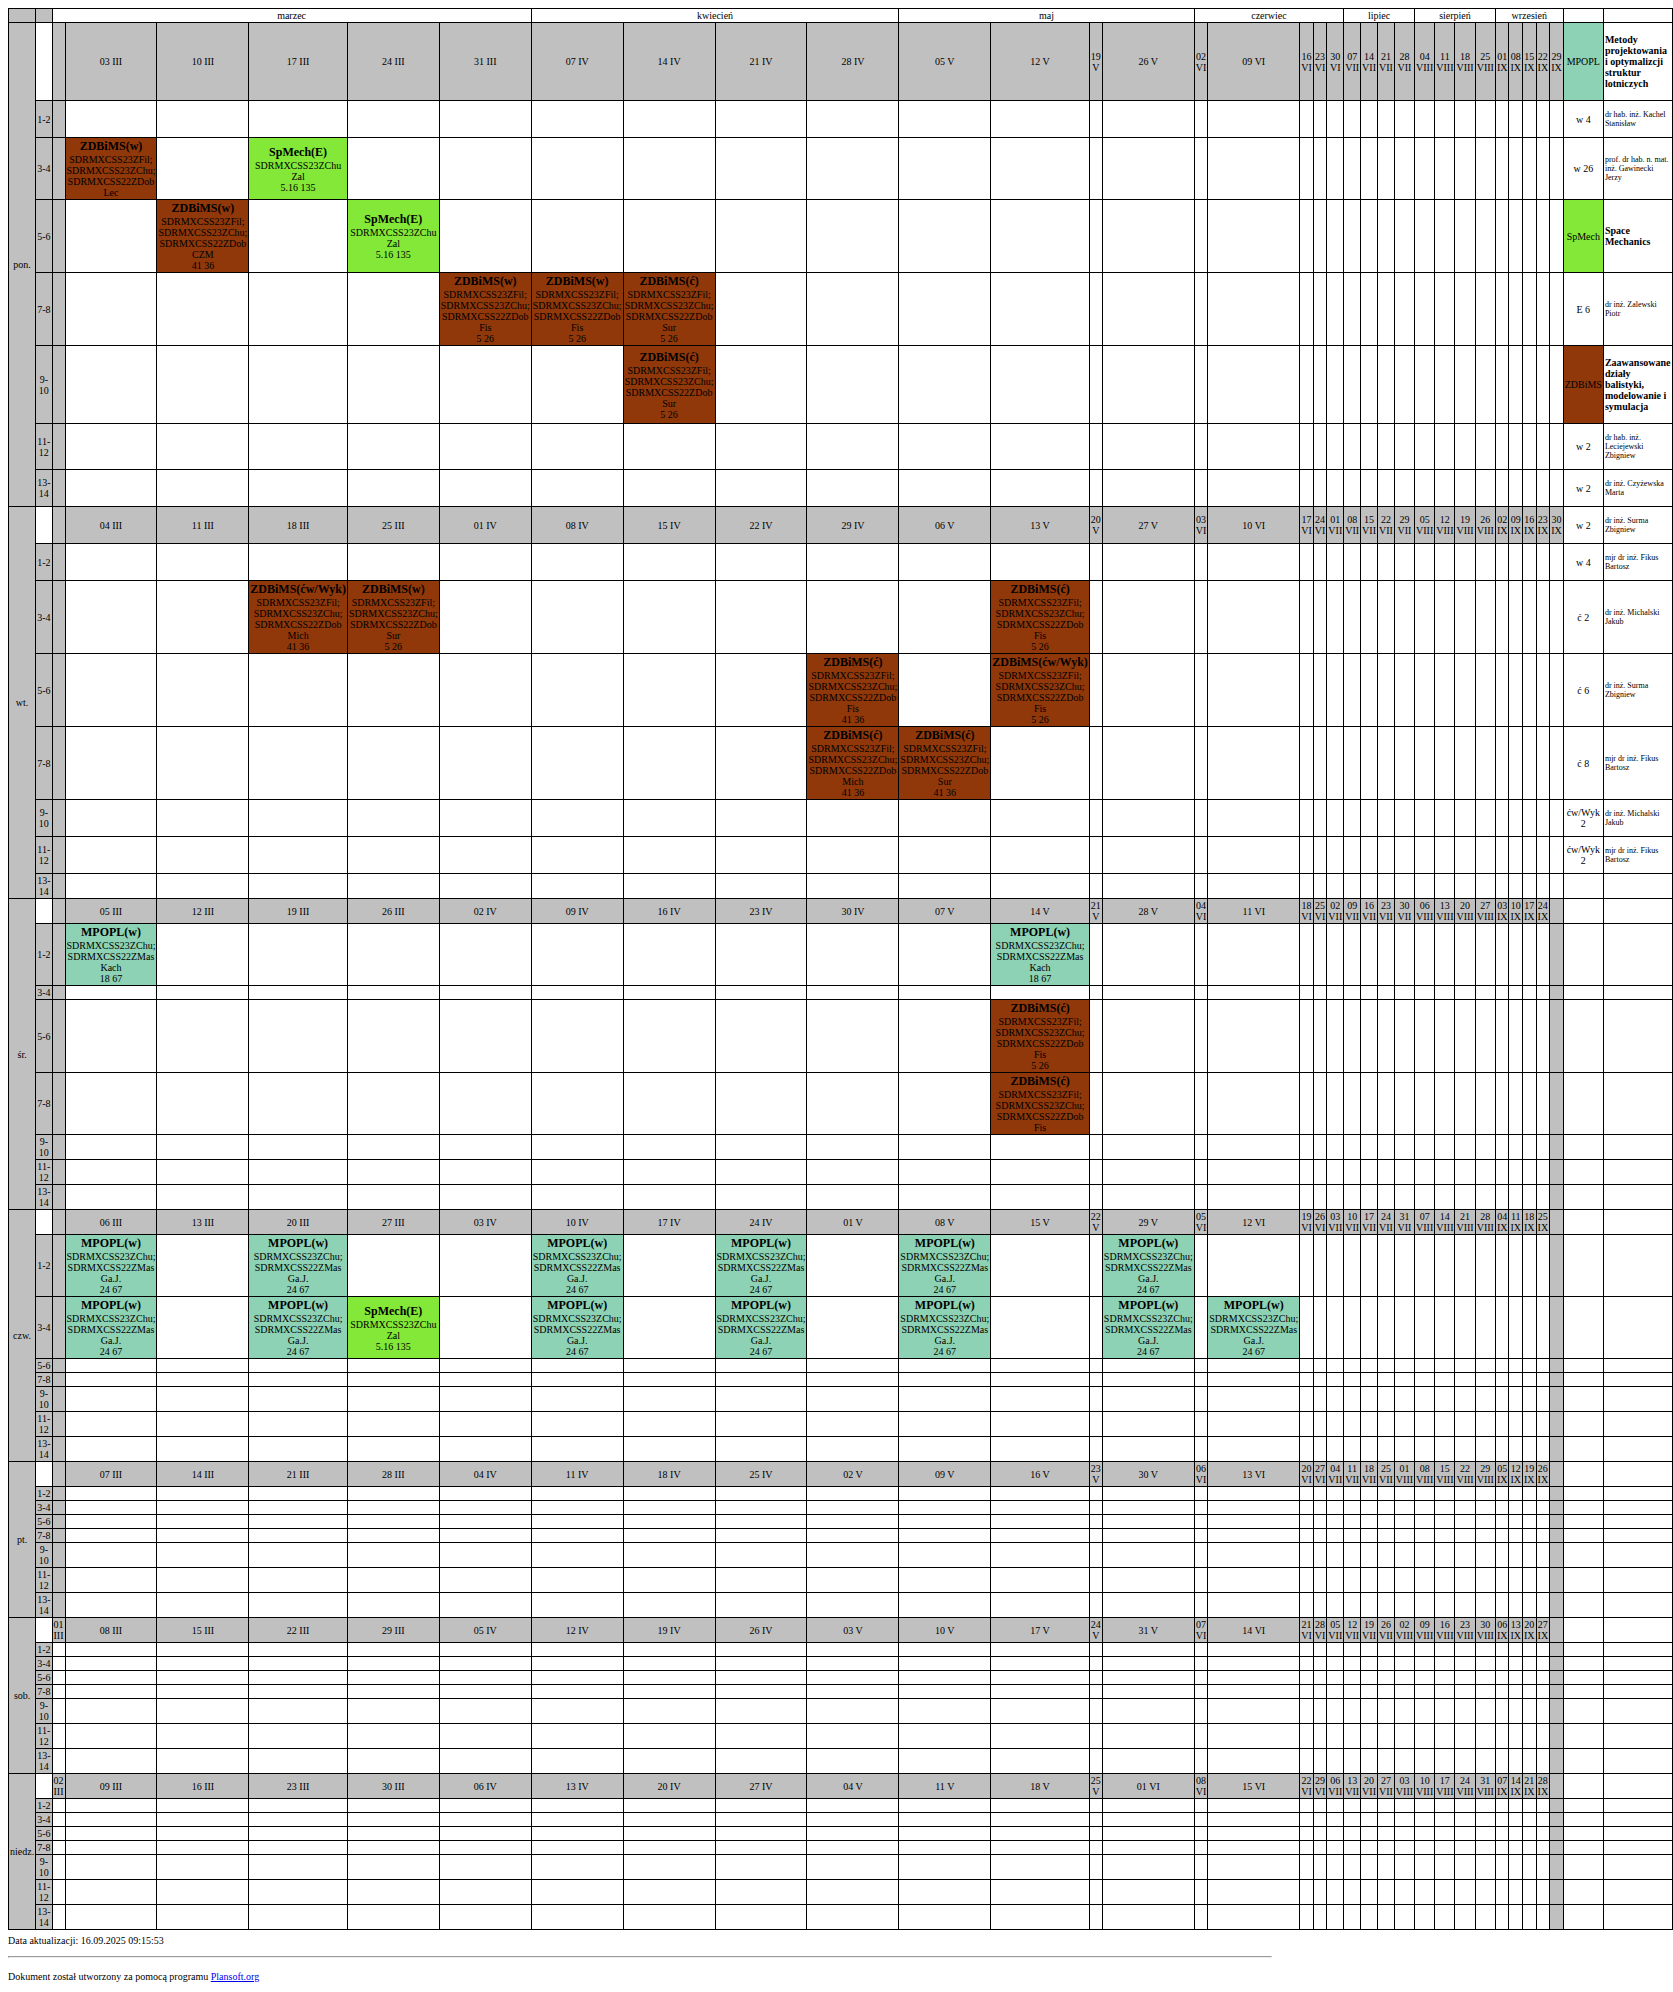 marzec kwiecień maj czerwiec lipiec sierpień wrzesień
pon. 03 III 10 III 17 III 24 III 31 III 07 IV 14 IV 21 IV 28 IV 05 V 12 V 19 V 26 V 02 VI 09 VI 16 VI 23 VI 30 VI 07 VII 14 VII 21 VII 28 VII 04 VIII 11 VIII 18 VIII 25 VIII 01 IX 08 IX 15 IX 22 IX 29 IX MPOPL Metody projektowania i optymalizcji struktur lotniczych
1-2 w 4 dr hab. inż. Kachel Stanisław
3-4 ZDBiMS(w) SDRMXCSS23ZFil; SDRMXCSS23ZChu; SDRMXCSS22ZDob Lec SpMech(E) SDRMXCSS23ZChu Zal 5.16 135 w 26 prof. dr hab. n. mat. inż. Gawinecki Jerzy
5-6 ZDBiMS(w) SDRMXCSS23ZFil; SDRMXCSS23ZChu; SDRMXCSS22ZDob CZM 41 36 SpMech(E) SDRMXCSS23ZChu Zal 5.16 135 SpMech Space Mechanics
7-8 ZDBiMS(w) SDRMXCSS23ZFil; SDRMXCSS23ZChu; SDRMXCSS22ZDob Fis 5 26 ZDBiMS(w) SDRMXCSS23ZFil; SDRMXCSS23ZChu; SDRMXCSS22ZDob Fis 5 26 ZDBiMS(ć) SDRMXCSS23ZFil; SDRMXCSS23ZChu; SDRMXCSS22ZDob Sur 5 26 E 6 dr inż. Zalewski Piotr
9-10 ZDBiMS(ć) SDRMXCSS23ZFil; SDRMXCSS23ZChu; SDRMXCSS22ZDob Sur 5 26 ZDBiMS Zaawansowane działy balistyki, modelowanie i symulacja
11-12 w 2 dr hab. inż. Leciejewski Zbigniew
13-14 w 2 dr inż. Czyżewska Marta
wt. 04 III 11 III 18 III 25 III 01 IV 08 IV 15 IV 22 IV 29 IV 06 V 13 V 20 V 27 V 03 VI 10 VI 17 VI 24 VI 01 VII 08 VII 15 VII 22 VII 29 VII 05 VIII 12 VIII 19 VIII 26 VIII 02 IX 09 IX 16 IX 23 IX 30 IX w 2 dr inż. Surma Zbigniew
1-2 w 4 mjr dr inż. Fikus Bartosz
3-4 ZDBiMS(ćw/Wyk) SDRMXCSS23ZFil; SDRMXCSS23ZChu; SDRMXCSS22ZDob Mich 41 36 ZDBiMS(w) SDRMXCSS23ZFil; SDRMXCSS23ZChu; SDRMXCSS22ZDob Sur 5 26 ZDBiMS(ć) SDRMXCSS23ZFil; SDRMXCSS23ZChu; SDRMXCSS22ZDob Fis 5 26 ć 2 dr inż. Michalski Jakub
5-6 ZDBiMS(ć) SDRMXCSS23ZFil; SDRMXCSS23ZChu; SDRMXCSS22ZDob Fis 41 36 ZDBiMS(ćw/Wyk) SDRMXCSS23ZFil; SDRMXCSS23ZChu; SDRMXCSS22ZDob Fis 5 26 ć 6 dr inż. Surma Zbigniew
7-8 ZDBiMS(ć) SDRMXCSS23ZFil; SDRMXCSS23ZChu; SDRMXCSS22ZDob Mich 41 36 ZDBiMS(ć) SDRMXCSS23ZFil; SDRMXCSS23ZChu; SDRMXCSS22ZDob Sur 41 36 ć 8 mjr dr inż. Fikus Bartosz
9-10 ćw/Wyk 2 dr inż. Michalski Jakub
11-12 ćw/Wyk 2 mjr dr inż. Fikus Bartosz
13-14
śr. 05 III 12 III 19 III 26 III 02 IV 09 IV 16 IV 23 IV 30 IV 07 V 14 V 21 V 28 V 04 VI 11 VI 18 VI 25 VI 02 VII 09 VII 16 VII 23 VII 30 VII 06 VIII 13 VIII 20 VIII 27 VIII 03 IX 10 IX 17 IX 24 IX
1-2 MPOPL(w) SDRMXCSS23ZChu; SDRMXCSS22ZMas Kach 18 67 MPOPL(w) SDRMXCSS23ZChu; SDRMXCSS22ZMas Kach 18 67
3-4
5-6 ZDBiMS(ć) SDRMXCSS23ZFil; SDRMXCSS23ZChu; SDRMXCSS22ZDob Fis 5 26
7-8 ZDBiMS(ć) SDRMXCSS23ZFil; SDRMXCSS23ZChu; SDRMXCSS22ZDob Fis
9-10
11-12
13-14
czw. 06 III 13 III 20 III 27 III 03 IV 10 IV 17 IV 24 IV 01 V 08 V 15 V 22 V 29 V 05 VI 12 VI 19 VI 26 VI 03 VII 10 VII 17 VII 24 VII 31 VII 07 VIII 14 VIII 21 VIII 28 VIII 04 IX 11 IX 18 IX 25 IX
1-2 MPOPL(w) SDRMXCSS23ZChu; SDRMXCSS22ZMas Ga.J. 24 67 MPOPL(w) SDRMXCSS23ZChu; SDRMXCSS22ZMas Ga.J. 24 67 MPOPL(w) SDRMXCSS23ZChu; SDRMXCSS22ZMas Ga.J. 24 67 MPOPL(w) SDRMXCSS23ZChu; SDRMXCSS22ZMas Ga.J. 24 67 MPOPL(w) SDRMXCSS23ZChu; SDRMXCSS22ZMas Ga.J. 24 67 MPOPL(w) SDRMXCSS23ZChu; SDRMXCSS22ZMas Ga.J. 24 67
3-4 MPOPL(w) SDRMXCSS23ZChu; SDRMXCSS22ZMas Ga.J. 24 67 MPOPL(w) SDRMXCSS23ZChu; SDRMXCSS22ZMas Ga.J. 24 67 SpMech(E) SDRMXCSS23ZChu Zal 5.16 135 MPOPL(w) SDRMXCSS23ZChu; SDRMXCSS22ZMas Ga.J. 24 67 MPOPL(w) SDRMXCSS23ZChu; SDRMXCSS22ZMas Ga.J. 24 67 MPOPL(w) SDRMXCSS23ZChu; SDRMXCSS22ZMas Ga.J. 24 67 MPOPL(w) SDRMXCSS23ZChu; SDRMXCSS22ZMas Ga.J. 24 67 MPOPL(w) SDRMXCSS23ZChu; SDRMXCSS22ZMas Ga.J. 24 67
5-6
7-8
9-10
11-12
13-14
pt. 07 III 14 III 21 III 28 III 04 IV 11 IV 18 IV 25 IV 02 V 09 V 16 V 23 V 30 V 06 VI 13 VI 20 VI 27 VI 04 VII 11 VII 18 VII 25 VII 01 VIII 08 VIII 15 VIII 22 VIII 29 VIII 05 IX 12 IX 19 IX 26 IX
1-2
3-4
5-6
7-8
9-10
11-12
13-14
sob. 01 III 08 III 15 III 22 III 29 III 05 IV 12 IV 19 IV 26 IV 03 V 10 V 17 V 24 V 31 V 07 VI 14 VI 21 VI 28 VI 05 VII 12 VII 19 VII 26 VII 02 VIII 09 VIII 16 VIII 23 VIII 30 VIII 06 IX 13 IX 20 IX 27 IX
1-2
3-4
5-6
7-8
9-10
11-12
13-14
niedz 02 III 09 III 16 III 23 III 30 III 06 IV 13 IV 20 IV 27 IV 04 V 11 V 18 V 25 V 01 VI 08 VI 15 VI 22 VI 29 VI 06 VII 13 VII 20 VII 27 VII 03 VIII 10 VIII 17 VIII 24 VIII 31 VIII 07 IX 14 IX 21 IX 28 IX
1-2
3-4
5-6
7-8
9-10
11-12
13-14
Data aktualizacji: 16.09.2025 09:15:53
Dokument został utworzony za pomocą programu Plansoft.org